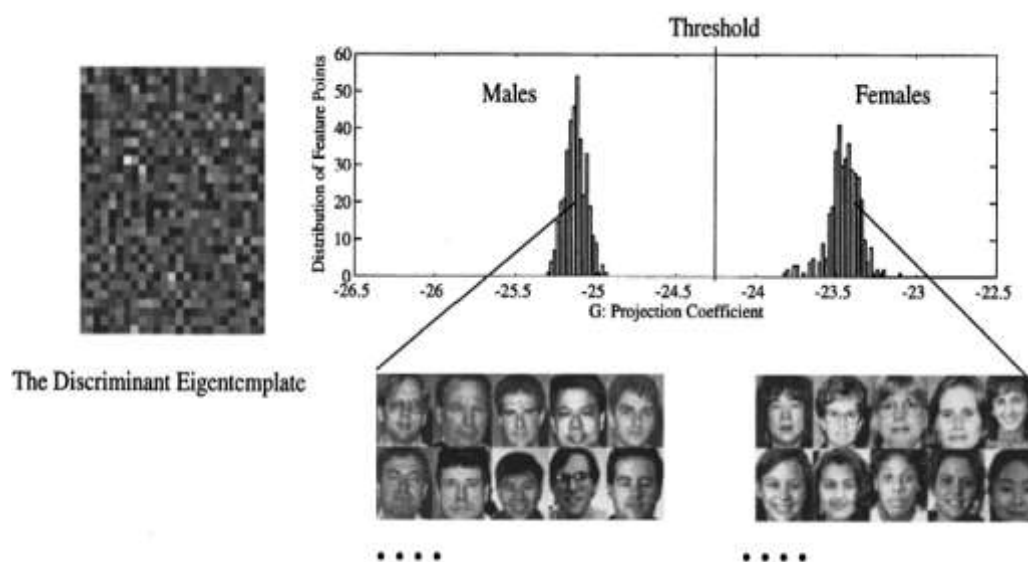 Threshold
Distribution of Feature Points
60
50
40
30
20
10
0
Males
Females
-26.5 -26 -25.5 -25 -24.5 -24 -23.5 -23 -22.5
G: Projection Coefficient
The Discriminant Eigentemplate